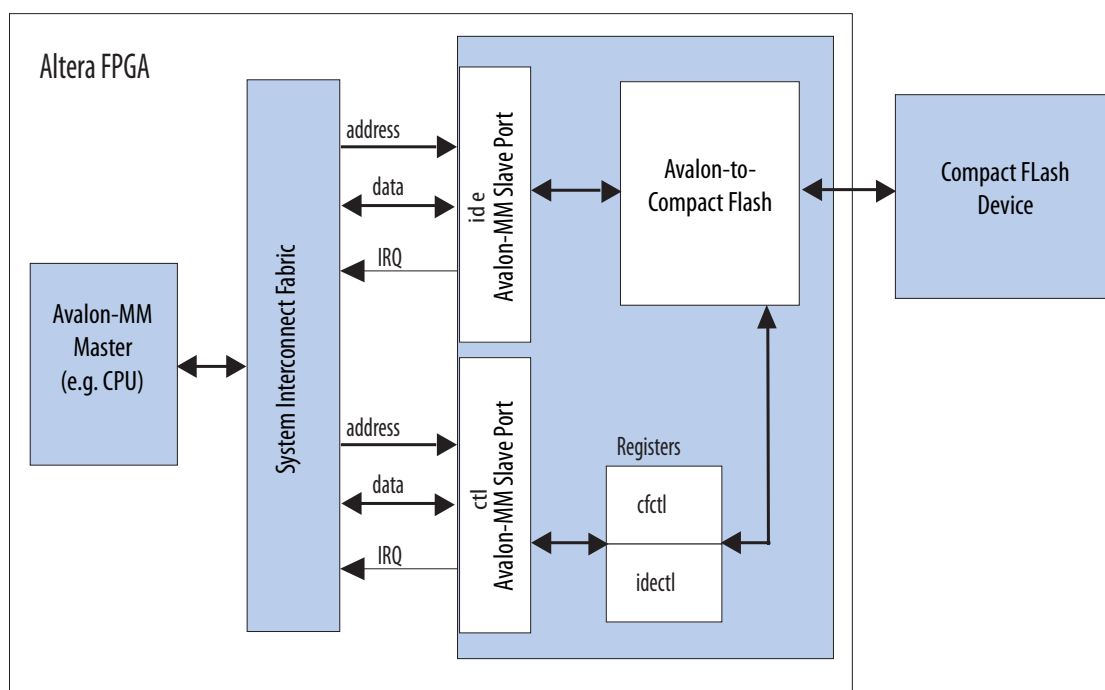 Altera FPGA
address
data
IRQ
id e
Avalon-MM Slave Port
Avalon-to-
Compact Flash
Compact FLash
Device
System Interconnect Fabric
Avalon-MM
Master
(e.g. CPU)
address
data
IRQ
ctl
Avalon-MM Slave Port
Registers
cfctl
idectl